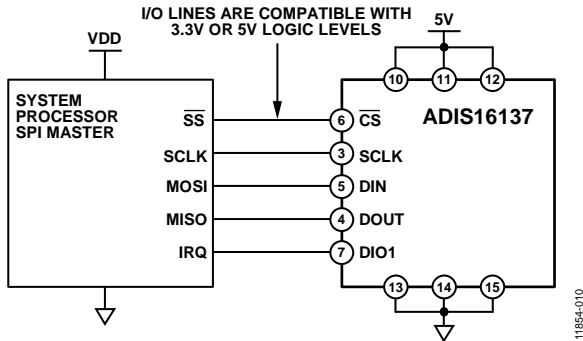 I/O LINES ARE COMPATIBLE WITH
3.3V OR 5V LOGIC LEVELS
VDD
5V
10 11 12
SYSTEM
PROCESSOR
SPI MASTER
ADIS16137
SS 6 CS
SCLK 3 SCLK
MOSI 5 DIN
MISO 4 DOUT
IRQ 7 DIO1
13 14 15
11854-010